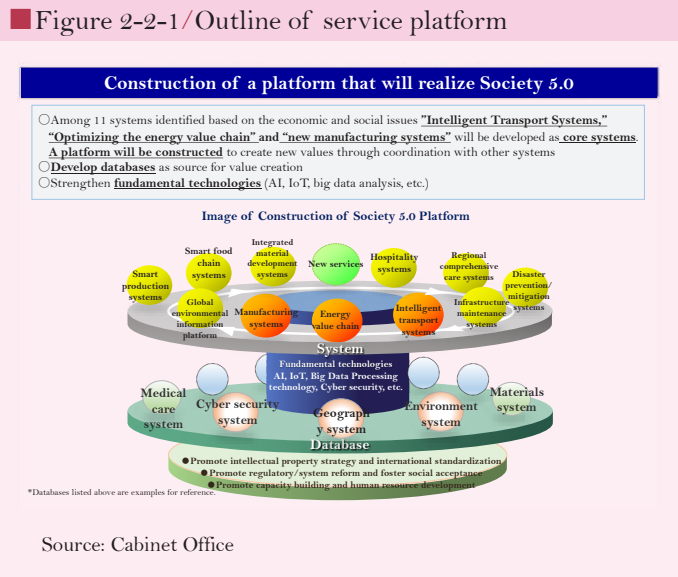 Figure 2-2-1/Outline of service platform
Construction of a platform that will realize Society 5.0
○Among 11 systems identified based on the economic and social issues "Intelligent Transport Systems,"
"Optimizing the energy value chain" and "new manufacturing systems" will be developed as core systems.
A platform will be constructed to create new values through coordination with other systems
○Develop databases as source for value creation
○Strengthen fundamental technologies (AI, IoT, big data analysis, etc.)
Image of Construction of Society 5.0 Platform
Smart
production
systems
Smart food
chain
systems
Integrated
material
development
systems
New services
Hospitality
systems
Regional
comprehensive
care systems
Disaster
prevention/
mitigation
systems
Global
environmental
information
platform
Manufacturing
systems
Energy
value chain
Intelligent
transport
systems
Infrastructure
maintenance
systems
System
Fundamental technologies
AI, IoT, Big Data Processing
technology, Cyber security, etc.
Medical
care
system
Cyber security
system
Geograph
y system
Environment
system
Materials
system
Database
●Promote intellectual property strategy and international standardization
●Promote regulatory/system reform and foster social acceptance
●Promote capacity building and human resource development
*Databases listed above are examples for reference.
Source: Cabinet Office